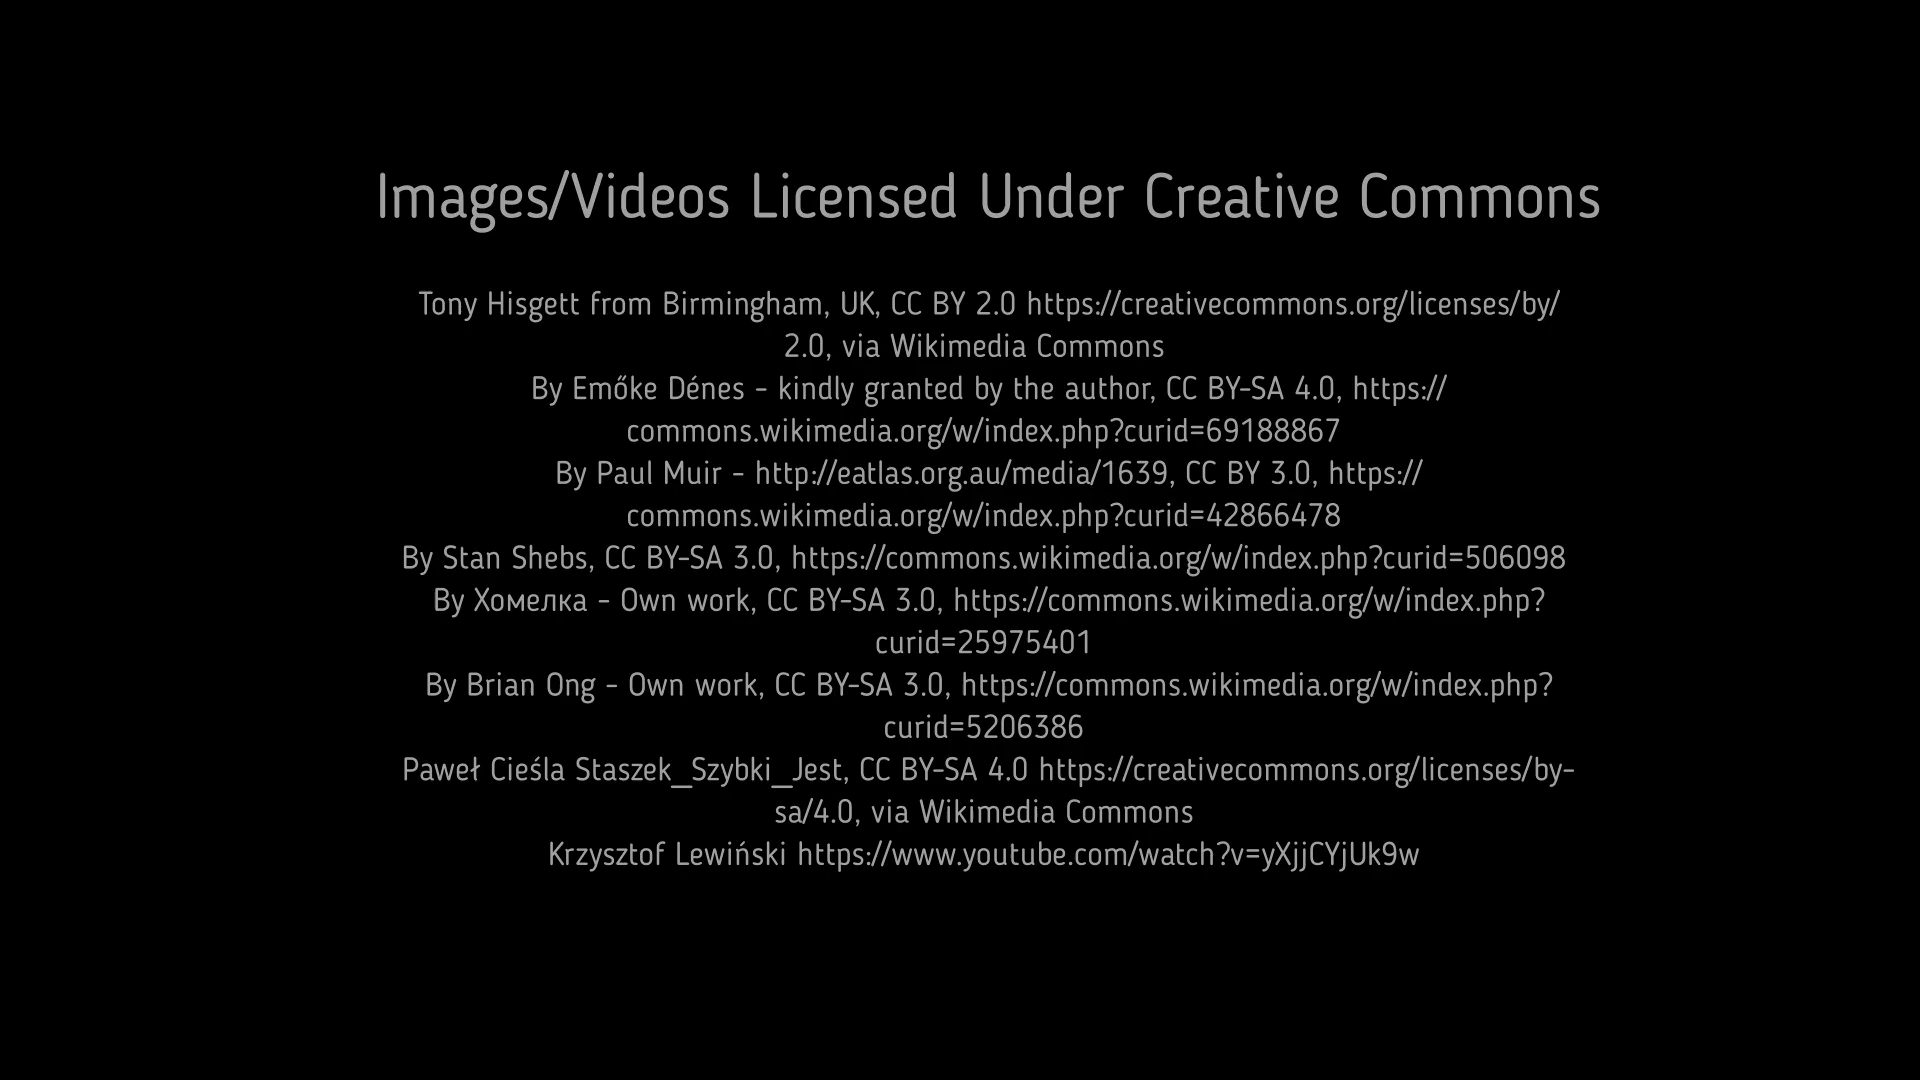 Images/Videos Licensed Under Creative Commons
Tony Hisgett from Birmingham, UK, CC BY 2.0 https://creativecommons.org/licenses/by/
2.0, via Wikimedia Commons
By Emőke Dénes - kindly granted by the author, CC BY-SA 4.0, https://
commons.wikimedia.org/w/index.php?curid=69188867
By Paul Muir - http://eatlas.org.au/media/1639, CC BY 3.0, https://
commons.wikimedia.org/w/index.php?curid=42866478
By Stan Shebs, CC BY-SA 3.0, https://commons.wikimedia.org/w/index.php?curid=506098
By Хомелка - Own work, CC BY-SA 3.0, https://commons.wikimedia.org/w/index.php?
curid=25975401
By Brian Ong - Own work, CC BY-SA 3.0, https://commons.wikimedia.org/w/index.php?
curid=5206386
Paweł Cieśla Staszek_Szybki_Jest, CC BY-SA 4.0 https://creativecommons.org/licenses/by-
sa/4.0, via Wikimedia Commons
Krzysztof Lewiński https://www.youtube.com/watch?v=yXjjCYjUk9w